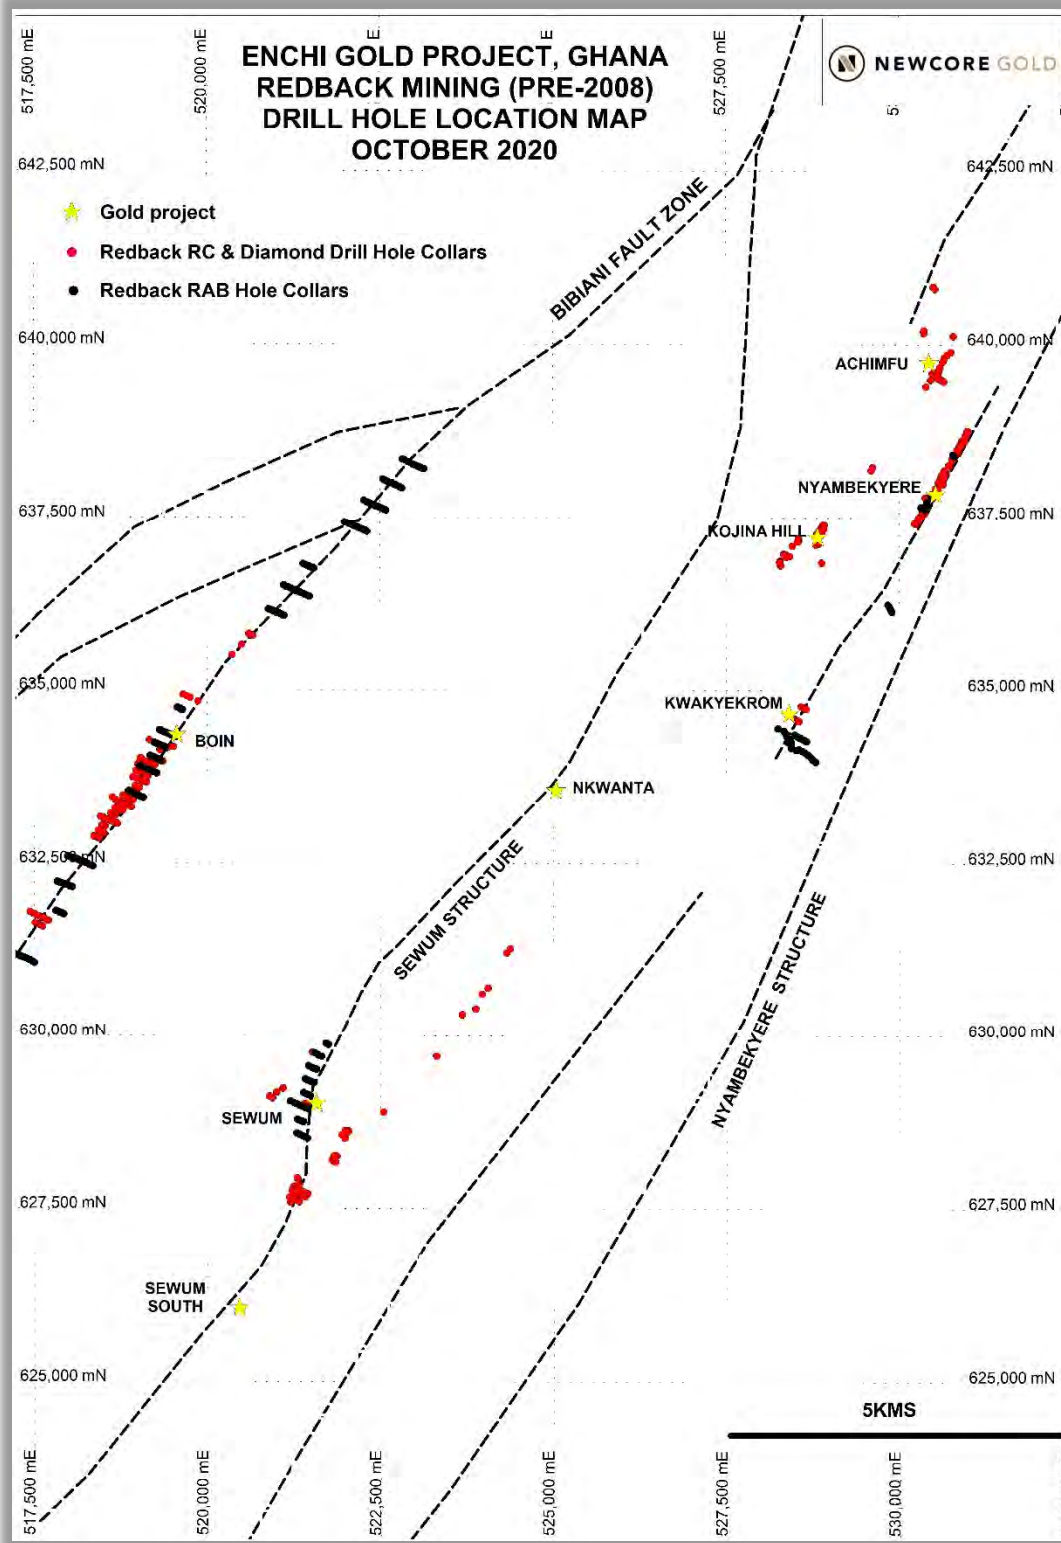 517,500 mE
520,000 mE
E
E
527,500 mE
5
ENCHI GOLD PROJECT, GHANA
REDBACK MINING (PRE-2008)
DRILL HOLE LOCATION MAP
OCTOBER 2020
N NEWCORE GOLD
642,500 mN
642,500 mN
Gold project
Redback RC & Diamond Drill Hole Collars
Redback RAB Hole Collars
BIBIANI FAULT ZONE
640,000 mN
640,000 mN
ACHIMFU
NYAMBEKYERE
637,500 mN
637,500 mN
KOJINA HILL
635,000 mN
635,000 mN
KWAKYEKROM
BOIN
NKWANTA
632,500 mN
632,500 mN
SEWUM STRUCTURE
NYAMBEKYERE STRUCTURE
630,000 mN
630,000 mN
SEWUM
627,500 mN
627,500 mN
SEWUM
SOUTH
625,000 mN
625,000 mN
5KMS
517,500 mE
520,000 mE
522,500 mE
525,000 mE
527,500 mE
530,000 mE